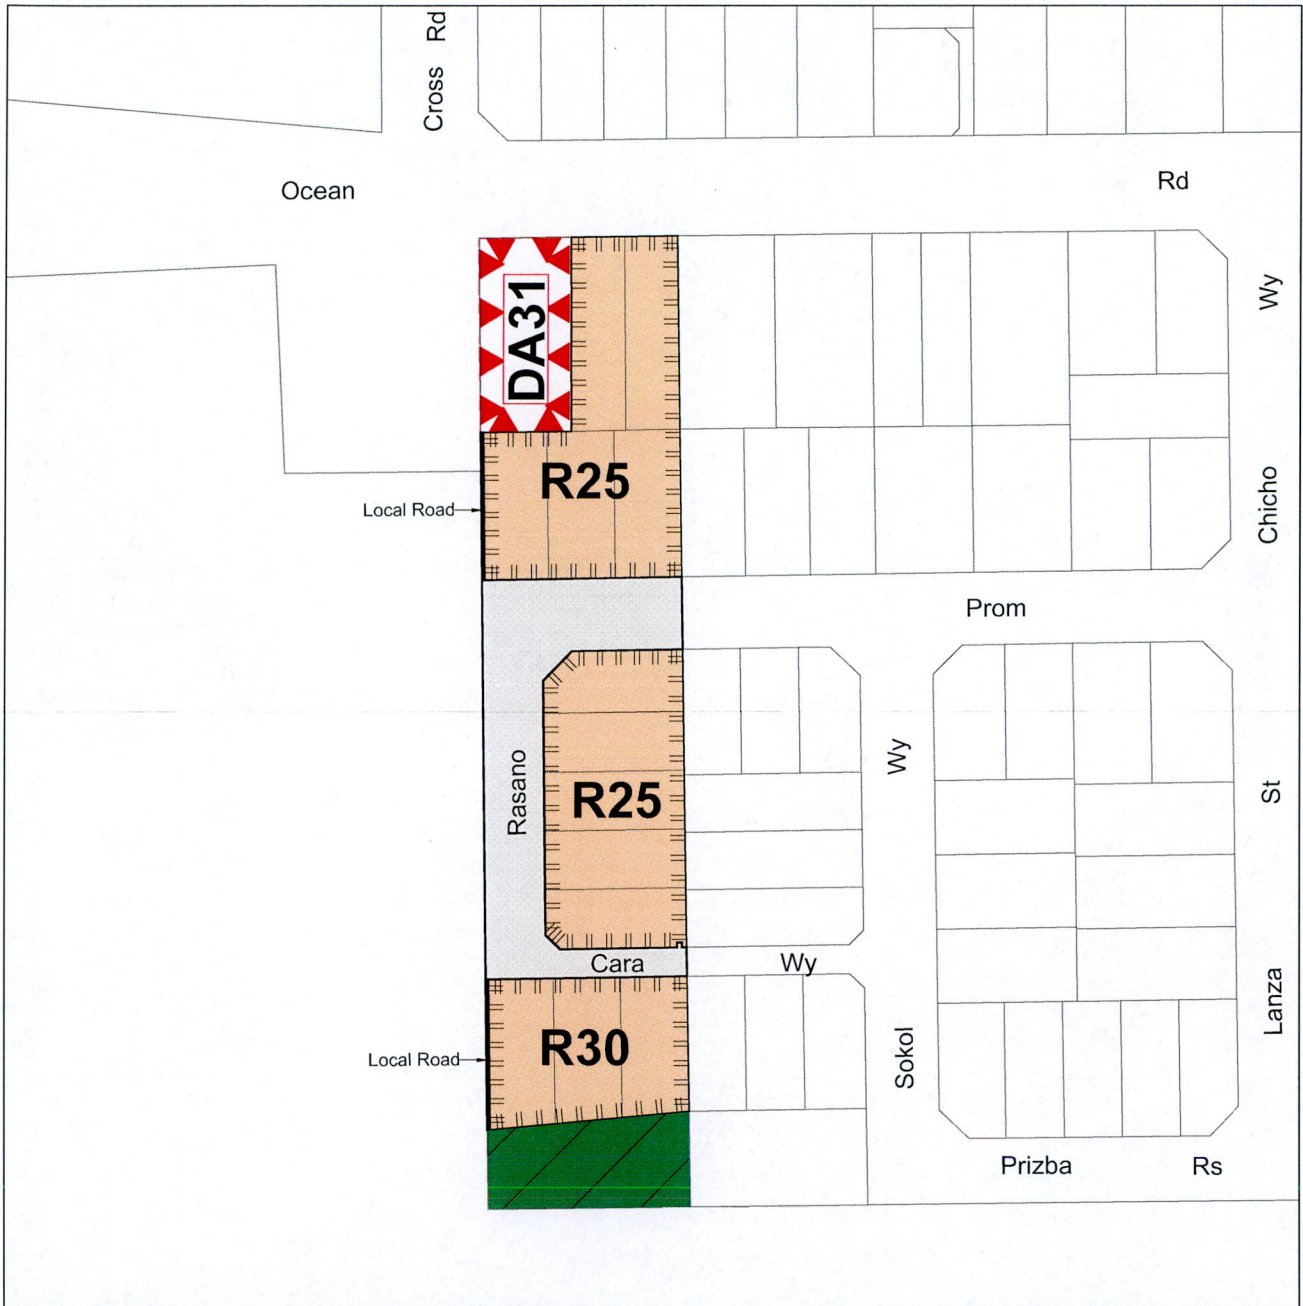 Cross Rd
Ocean
Rd
DA31
Wy
R25
Chicho
Local Road
Prom
Wy
Rasano
R25
St
Cara
Wy
Lanza
R30
Local Road
Sokol
Prizba
Rs